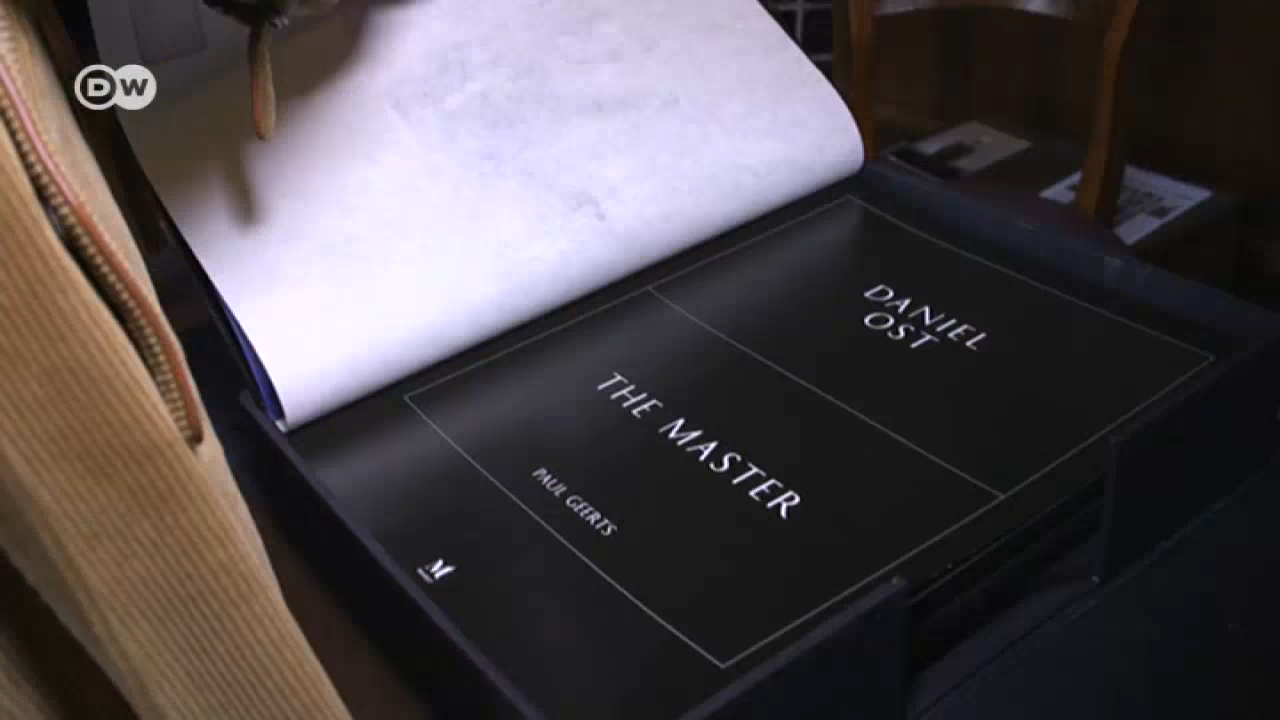 DW
DANIEL
OST
THE MASTER
PAUL GEERTS
M